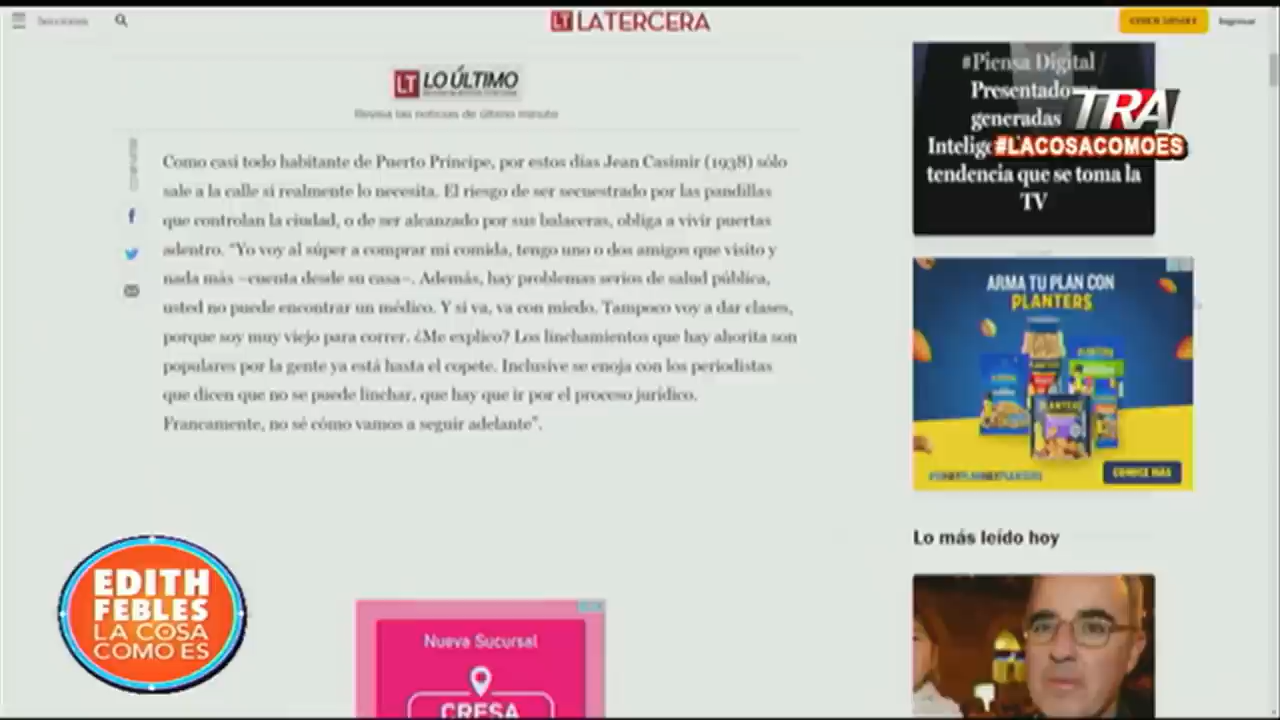 Secciones
LT LATERCERA
Ingresar
LT LO ÚLTIMO
Revisa las noticias de último minuto
Como casi todo habitante de Puerto Príncipe, por estos días Jean Casimir (1938) sólo
sale a la calle si realmente lo necesita. El riesgo de ser secuestrado por las pandillas
que controlan la ciudad, o de ser alcanzado por sus balaceras, obliga a vivir puertas
adentro. “Yo voy al súper a comprar mi comida, tengo uno o dos amigos que visito y
nada más –cuenta desde su casa–. Además, hay problemas serios de salud pública,
usted no puede encontrar un médico. Y si va, va con miedo. Tampoco voy a dar clases,
porque soy muy viejo para correr. ¿Me explico? Los linchamientos que hay ahorita son
populares por la gente ya está hasta el copete. Inclusive se enoja con los periodistas
que dicen que no se puede linchar, que hay que ir por el proceso jurídico.
Francamente, no sé cómo vamos a seguir adelante”.
#Piensa Digital
Presentado
generadas
Intelig
tendencia que se toma la
TV
TRA
#LACOSACOMOES
ARMA TU PLAN CON
PLANTERS
PLANTERS
CONOCE MÁS
Lo más leído hoy
EDITH
FEBLES
LA COSA
COMO ES
Nueva Sucursal
CRESA